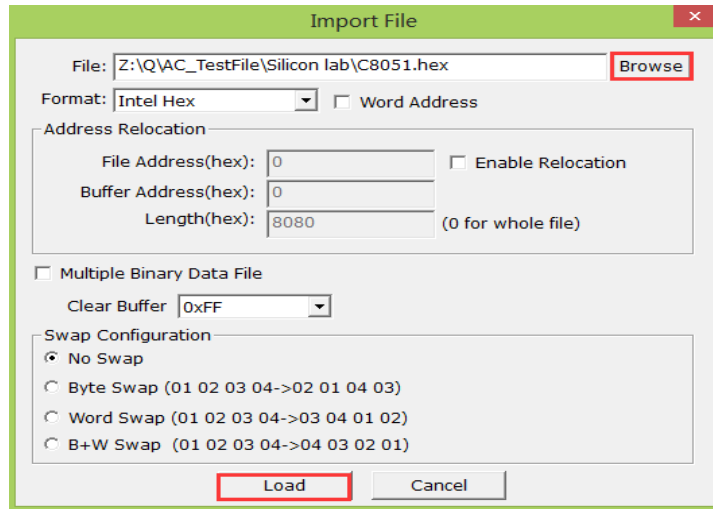 Import File
File: Z:\Q\AC_TestFile\Silicon lab\C8051.hex Browse
Format: Intel Hex Word Address
Address Relocation
File Address(hex): 0 Enable Relocation
Buffer Address(hex): 0
Length(hex): 8080 (0 for whole file)
Multiple Binary Data File
Clear Buffer 0xFF
Swap Configuration
No Swap
Byte Swap (01 02 03 04->02 01 04 03)
Word Swap (01 02 03 04->03 04 01 02)
B+W Swap (01 02 03 04->04 03 02 01)
Load Cancel